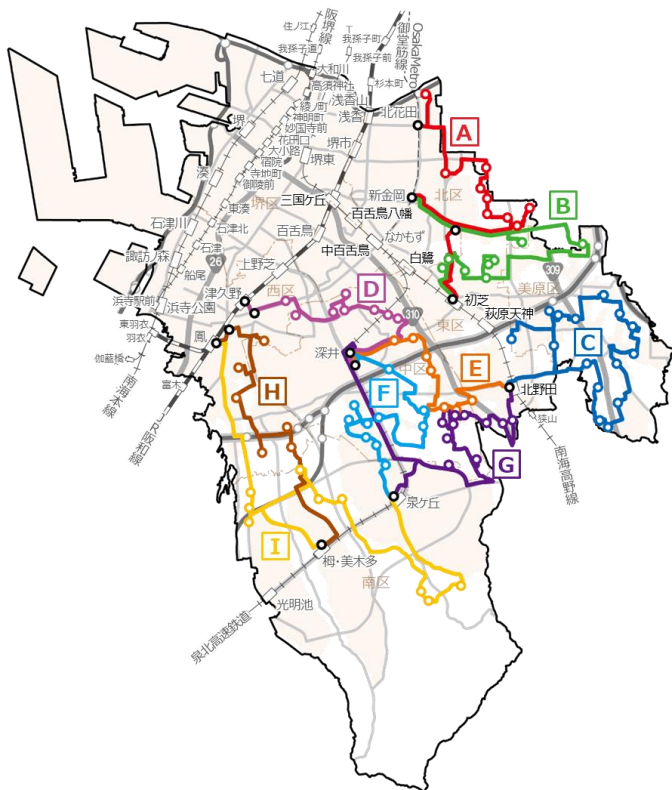 住ノ江
阪堺線
我孫子道
我孫子町
我孫子前
御堂筋線
OsakaMetro
大和川
高須神社
杉本町
七道
綾ノ町
神明町
妙国寺前
花田口
大小路
宿院
寺地町
御陵前
浅香山
浅香
北花田
A
堺
堺市
堺東
湊
東湊
三国ケ丘
新金岡
北区
B
堺区
百舌鳥八幡
石津川
石津北
石津
百舌鳥
なかもず
中百舌鳥
白鷺
諏訪ノ森
船尾
26
上野芝
309
美原区
浜寺駅前
浜寺公園
津久野
西区
D
初芝
萩原天神
東羽衣
羽衣
鳳
310
東区
C
伽羅橋
深井
中区
富木
H
F
E
北野田
南海本線
JR阪和線
狭山
G
南海高野線
泉ケ丘
I
栂・美木多
南区
光明池
泉北高速鉄道